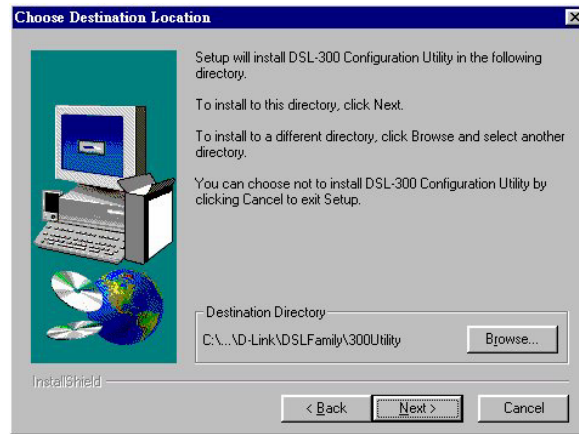 Choose Destination Location
Setup will install DSL-300 Configuration Utility in the following
directory.
To install to this directory, click Next.
To install to a different directory, click Browse and select another
directory.
You can choose not to install DSL-300 Configuration Utility by
clicking Cancel to exit Setup.
Destination Directory
C:\...\D-Link\DSLFamily\300Utility
Browse...
InstallShield
< Back
Next >
Cancel